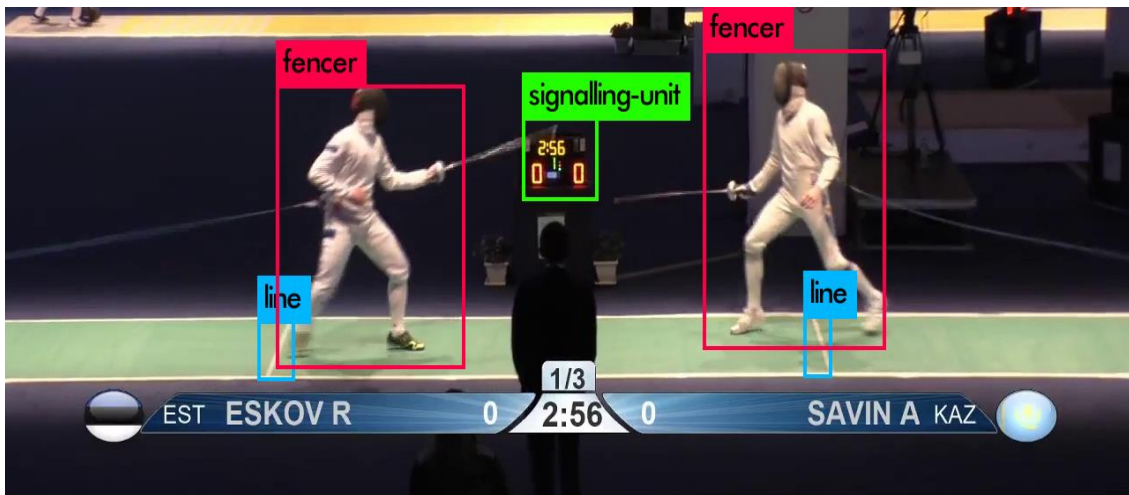 fencer
fencer
signalling-unit
2:56
0 0
line
line
1/3
EST ESKOV R 0 2:56 0 SAVIN A KAZ